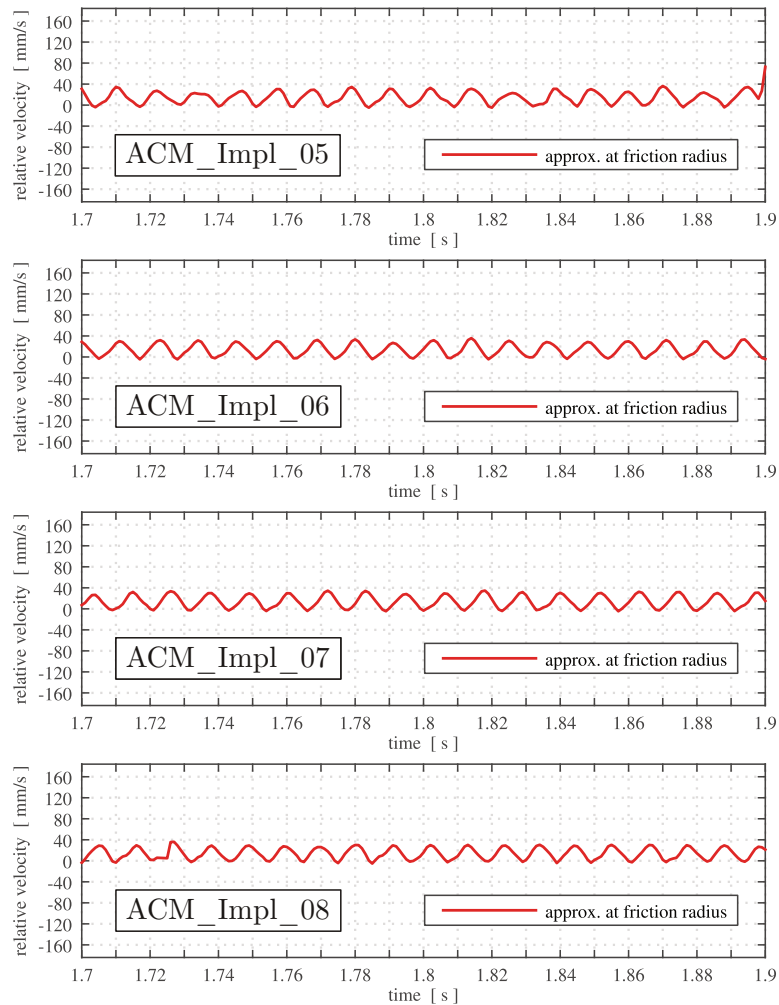 160
120
80
40
0
-40
-80
-120
-160
relative velocity [ mm/s ]
ACM_Impl_05
approx. at friction radius
1.7 1.72 1.74 1.76 1.78 1.8 1.82 1.84 1.86 1.88 1.9
time [ s ]
160
120
80
40
0
-40
-80
-120
-160
relative velocity [ mm/s ]
ACM_Impl_06
approx. at friction radius
1.7 1.72 1.74 1.76 1.78 1.8 1.82 1.84 1.86 1.88 1.9
time [ s ]
160
120
80
40
0
-40
-80
-120
-160
relative velocity [ mm/s ]
ACM_Impl_07
approx. at friction radius
1.7 1.72 1.74 1.76 1.78 1.8 1.82 1.84 1.86 1.88 1.9
time [ s ]
160
120
80
40
0
-40
-80
-120
-160
relative velocity [ mm/s ]
ACM_Impl_08
approx. at friction radius
1.7 1.72 1.74 1.76 1.78 1.8 1.82 1.84 1.86 1.88 1.9
time [ s ]